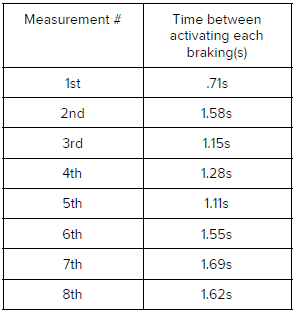 Measurement # Time between
activating each
braking(s)
1st .71s
2nd 1.58s
3rd 1.15s
4th 1.28s
5th 1.11s
6th 1.55s
7th 1.69s
8th 1.62s